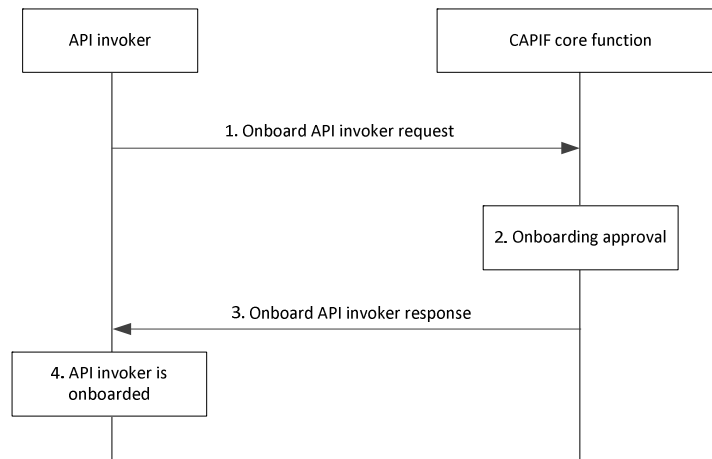 API invoker
CAPIF core function
1. Onboard API invoker request
2. Onboarding approval
3. Onboard API invoker response
4. API invoker is
onboarded